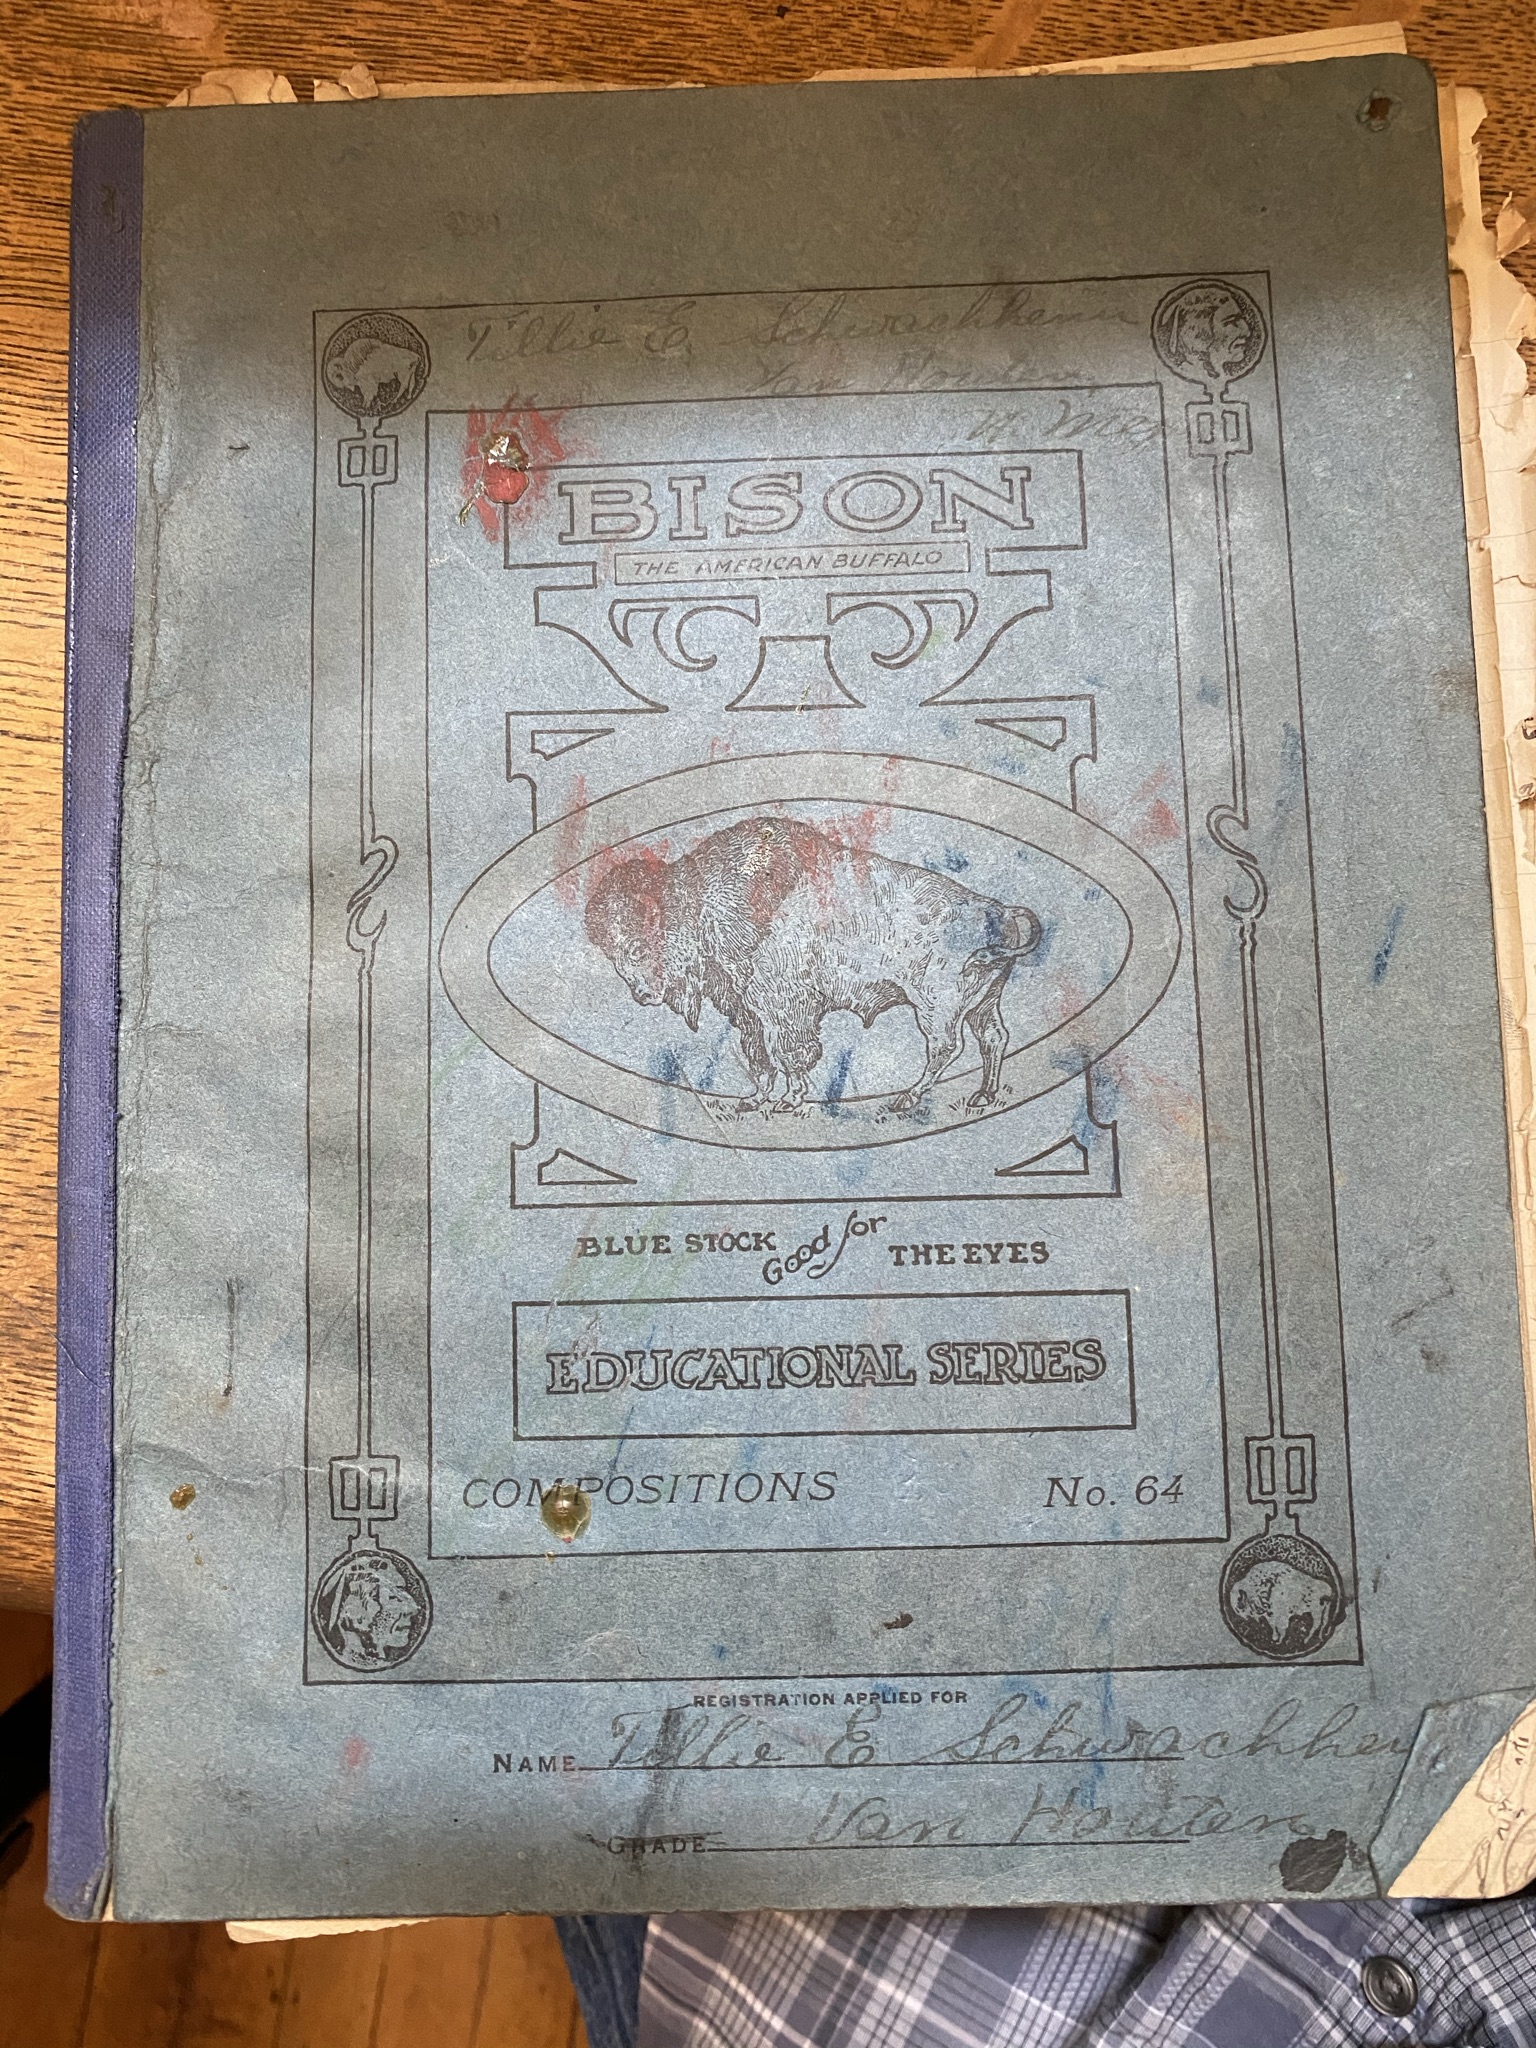 Tillie E. Schwachheim
Van Houten,
N. Mex
BISON
THE AMERICAN BUFFALO
BLUE STOCK Good for THE EYES
EDUCATIONAL SERIES
COMPOSITIONS No. 64
REGISTRATION APPLIED FOR
NAME Tillie E Schwachhei
GRADE Van Houten